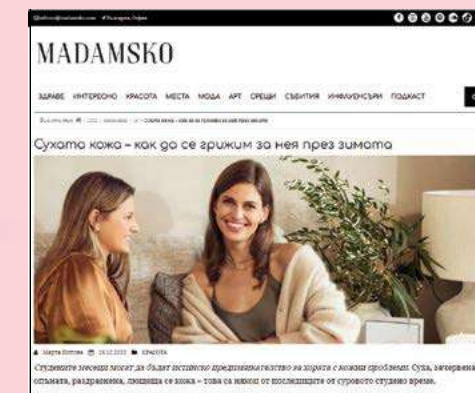 MADAMSKO
ЗДРАВЕ ИНТЕРЕСНО КРАСОТА МЕСТА МОДА АРТ СРЕЩИ СЪБИТИЯ ИНФЛУЕНСЪРИ ПОДКАСТ
Сухата кожа – как да се грижим за нея през зимата
КРАСОТА
Студените месеци могат да бъдат истинско предизвикателство за хората с кожни проблеми. Суха, зачервена,
опъната, раздразнена, лющеща се кожа – това са някои от последиците от суровото студено време.